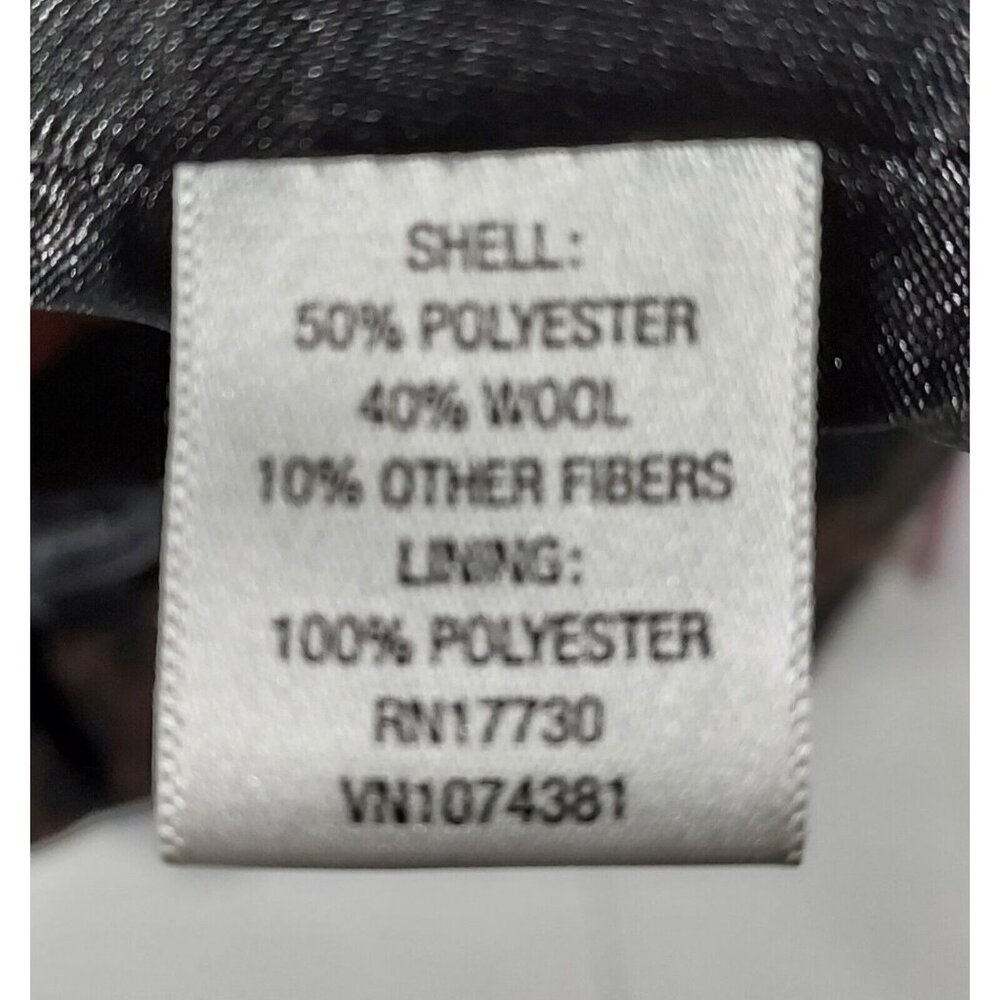 SHELL:
50% POLYESTER
40% WOOL
10% OTHER FIBERS
LINING:
100% POLYESTER
RN17730
VN1074381